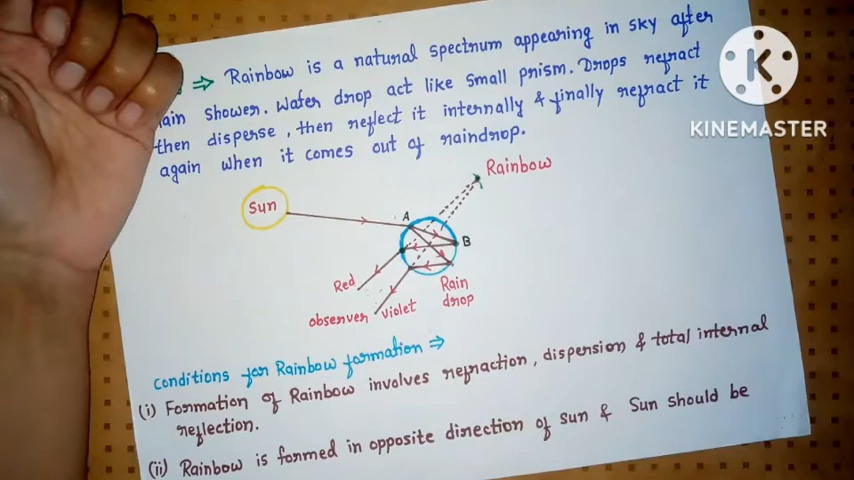 ⇒ Rainbow is a natural spectrum appearing in sky after
rain shower. Water drop act like small prism. Drops refract
then disperse, then reflect it internally & finally refract it
again when it comes out of raindrop.
Rainbow
Sun
A
B
Red
Rain
drop
observer violet
conditions for Rainbow formation ⇒
(i) Formation of Rainbow involves refraction, dispersion & total internal
reflection.
(ii) Rainbow is formed in opposite direction of sun & Sun should be
K
KINEMASTER